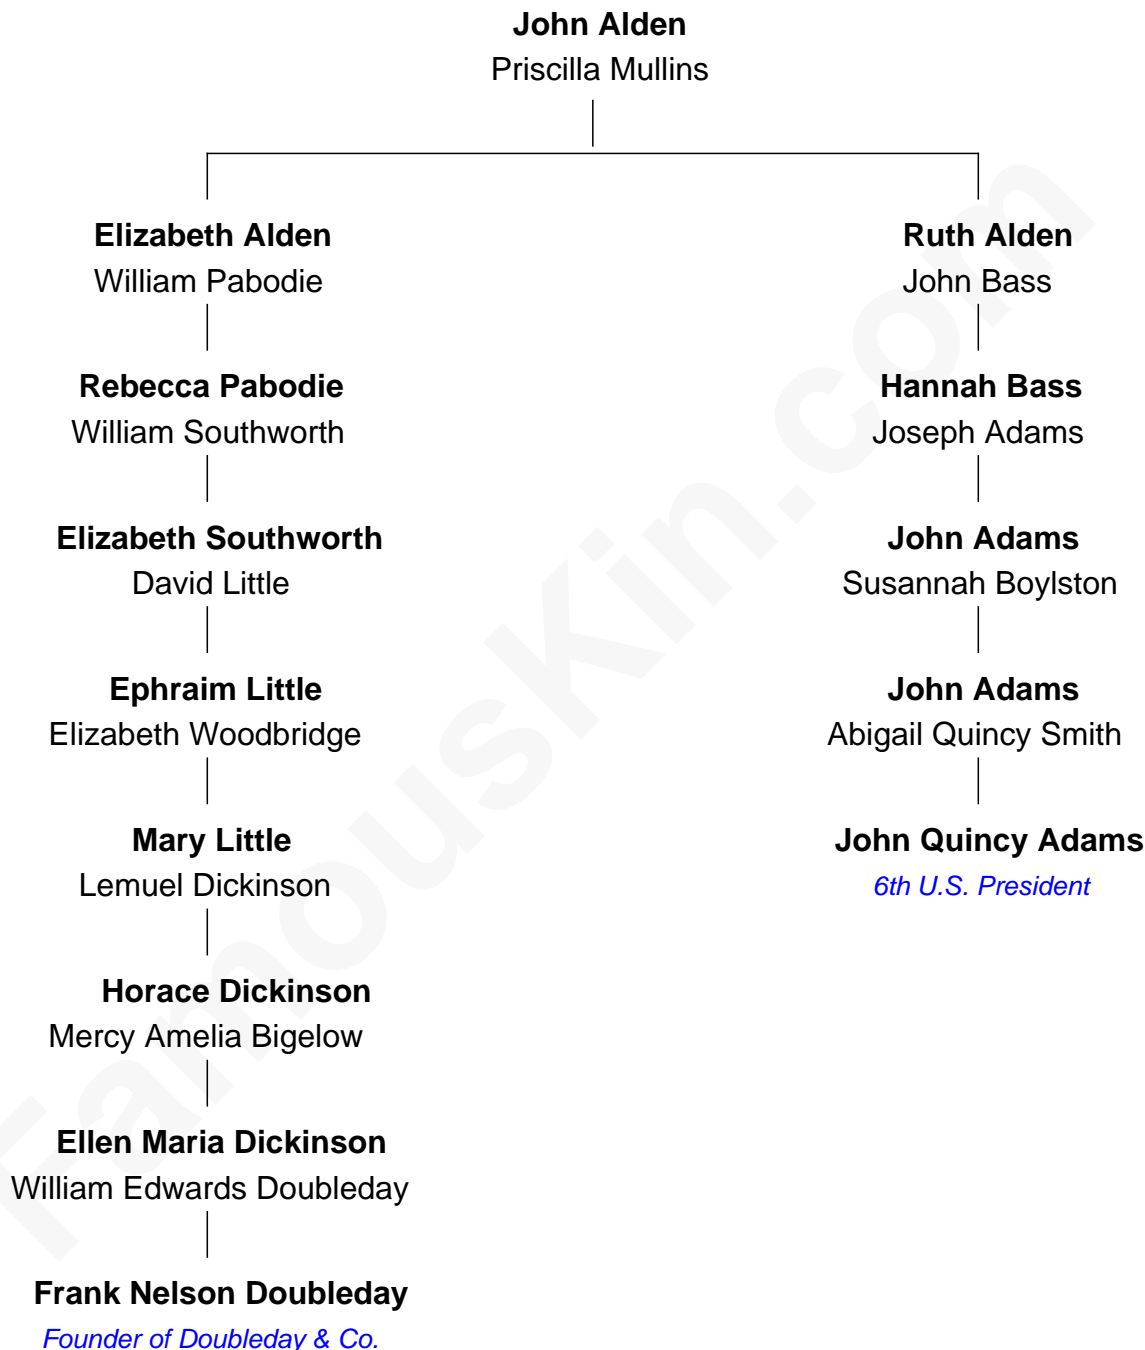 John Alden
Priscilla Mullins
Elizabeth Alden
William Pabodie
Rebecca Pabodie
William Southworth
Elizabeth Southworth
David Little
Ephraim Little
Elizabeth Woodbridge
Mary Little
Lemuel Dickinson
Horace Dickinson
Mercy Amelia Bigelow
Ellen Maria Dickinson
William Edwards Doubleday
Frank Nelson Doubleday
Founder of Doubleday & Co.
Ruth Alden
John Bass
Hannah Bass
Joseph Adams
John Adams
Susannah Boylston
John Adams
Abigail Quincy Smith
John Quincy Adams
6th U.S. President
FamousKin.com